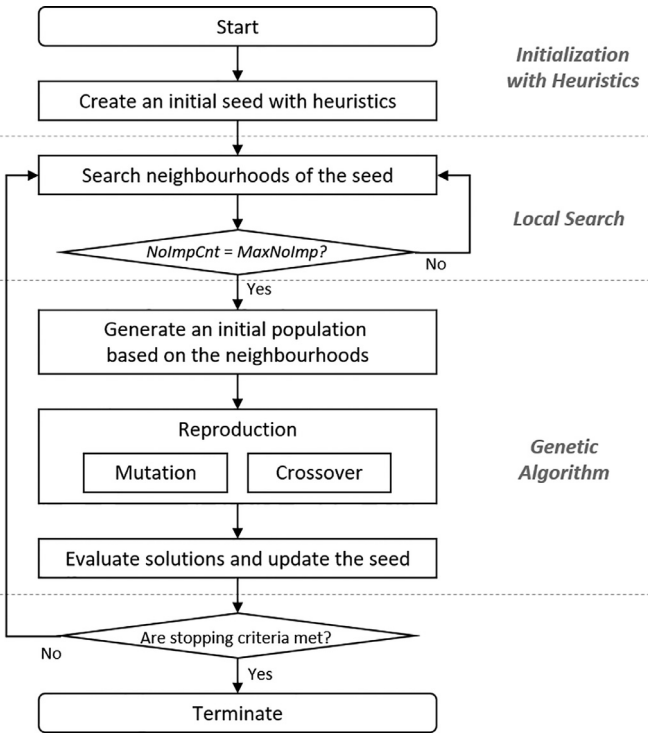 Start
Initialization
with Heuristics
Create an initial seed with heuristics
Search neighbourhoods of the seed
Local Search
NoImpCnt = MaxNoImp?
No
Yes
Generate an initial population
based on the neighbourhoods
Reproduction
Mutation
Crossover
Genetic
Algorithm
Evaluate solutions and update the seed
Are stopping criteria met?
No
Yes
Terminate